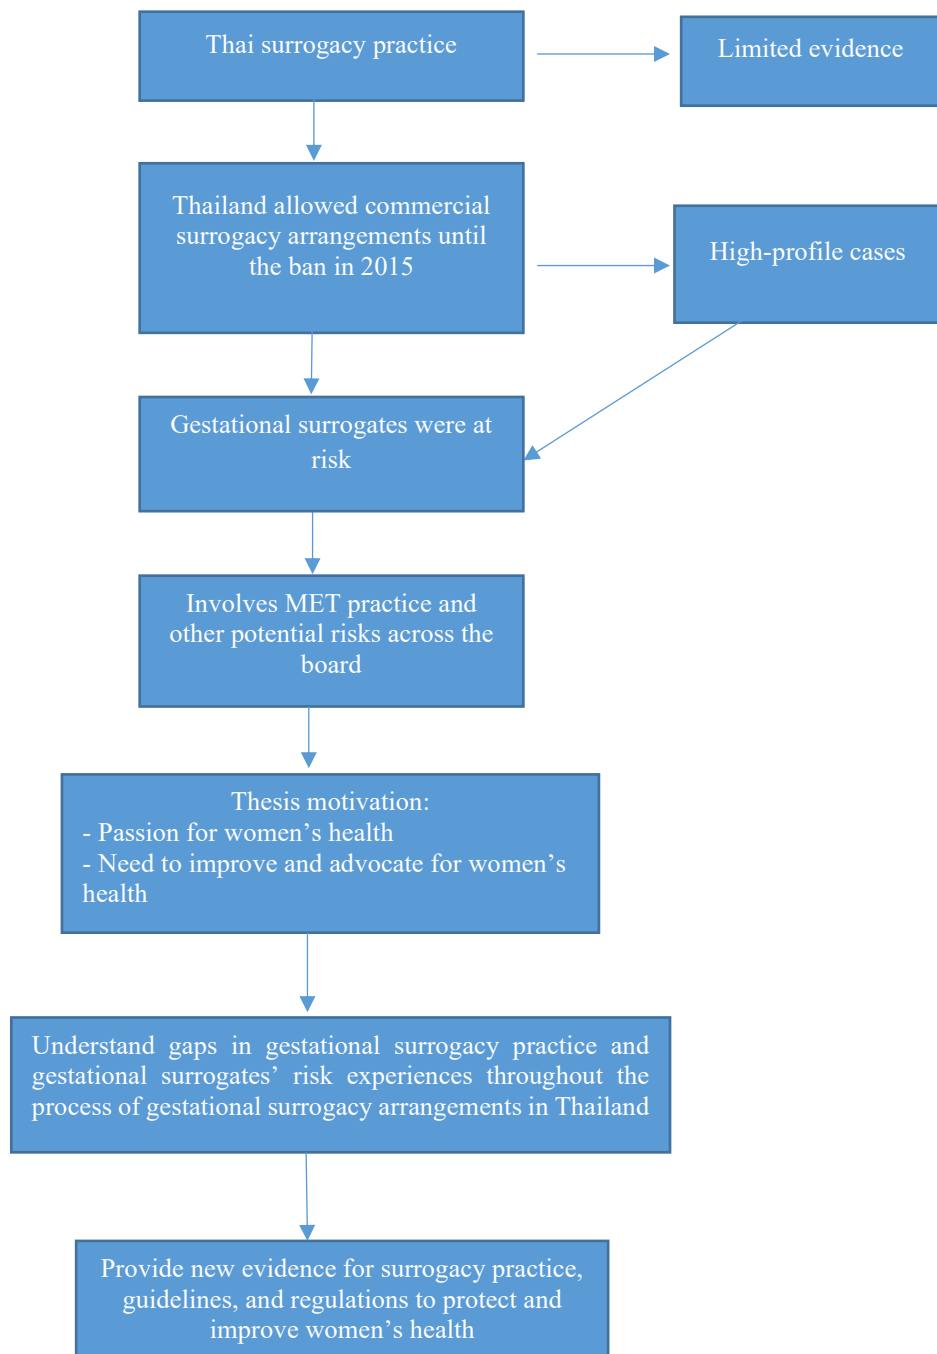 Thai surrogacy practice
Limited evidence
Thailand allowed commercial
surrogacy arrangements until
the ban in 2015
High-profile cases
Gestational surrogates were at
risk
Involves MET practice and
other potential risks across the
board
Thesis motivation:
- Passion for women’s health
- Need to improve and advocate for women’s
health
Understand gaps in gestational surrogacy practice and
gestational surrogates’ risk experiences throughout the
process of gestational surrogacy arrangements in Thailand
Provide new evidence for surrogacy practice,
guidelines, and regulations to protect and
improve women’s health